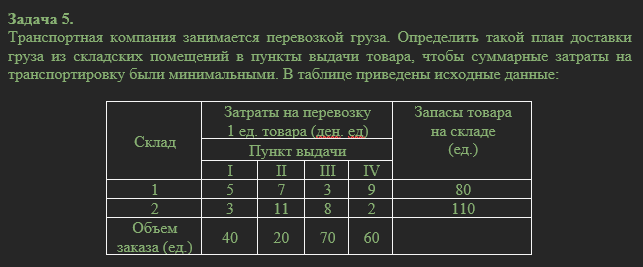 Задача 5.
Транспортная компания занимается перевозкой груза. Определить такой план доставки
груза из складских помещений в пункты выдачи товара, чтобы суммарные затраты на
транспортировку были минимальными. В таблице приведены исходные данные:
Склад
Затраты на перевозку
1 ед. товара (ден. ед)
Запасы товара
на складе
(ед.)
Пункт выдачи
I II III IV
1 5 7 3 9 80
2 3 11 8 2 110
Объем
заказа (ед.)
40 20 70 60